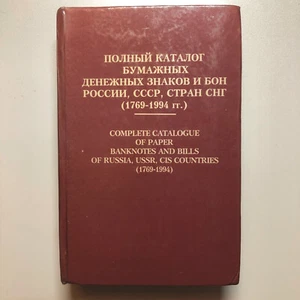 ПОЛНЫЙ КАТАЛОГ
БУМАЖНЫХ
ДЕНЕЖНЫХ ЗНАКОВ И БОН
РОССИИ, СССР, СТРАН СНГ
(1769-1994 гг.)
COMPLETE CATALOGUE
OF PAPER
BANKNOTES AND BILLS
OF RUSSIA, USSR, CIS COUNTRIES
(1769-1994)